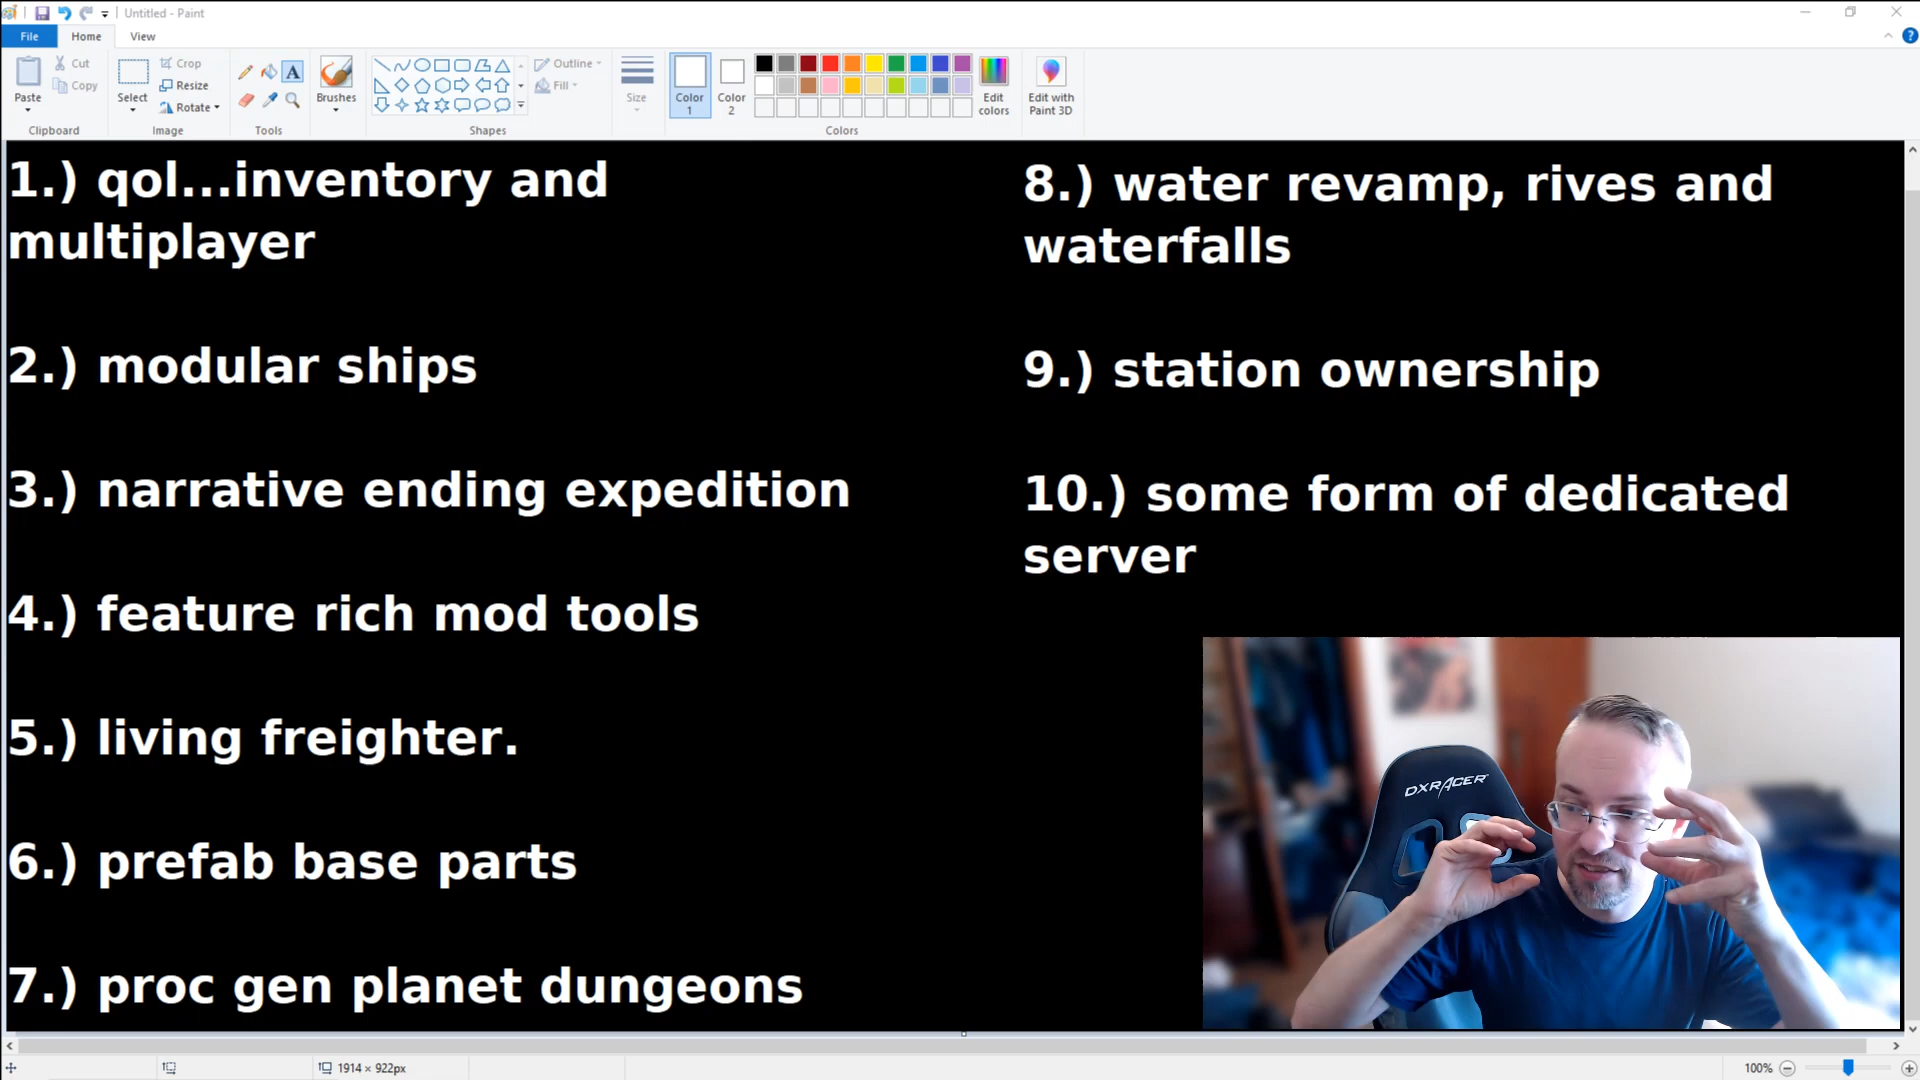 Untitled - Paint
File
Home
View
Paste
Cut
Copy
Clipboard
Select
Crop
Resize
Rotate
Image
A
Tools
Brushes
Outline
Fill
Shapes
Size
Color 1
Color 2
Edit colors
Colors
Edit with Paint 3D
?
1.) qol...inventory and
multiplayer
2.) modular ships
3.) narrative ending expedition
4.) feature rich mod tools
5.) living freighter.
6.) prefab base parts
7.) proc gen planet dungeons
8.) water revamp, rives and
waterfalls
9.) station ownership
10.) some form of dedicated
server
DXRACER
1914 × 922px
100%